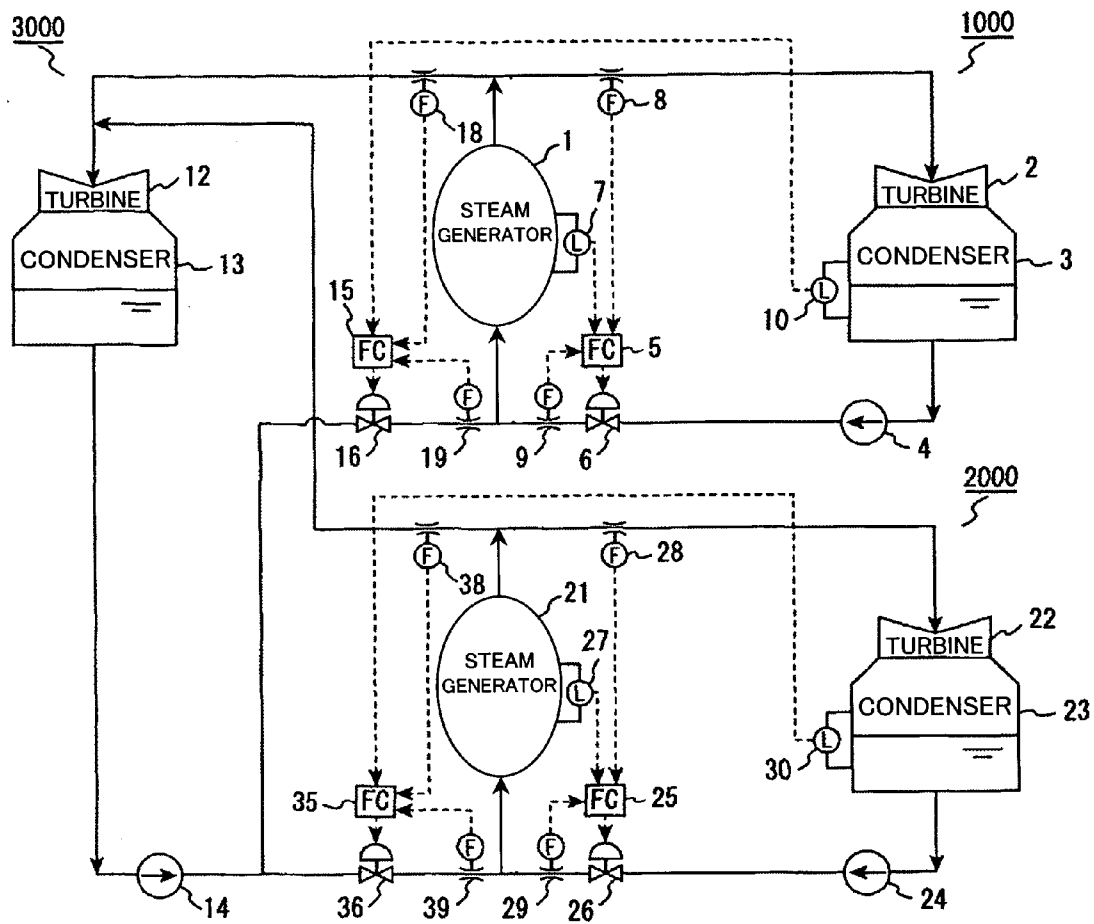 3000
1000
F
18
F
8
1
12
TURBINE
2
TURBINE
7
L
STEAM
GENERATOR
CONDENSER
13
CONDENSER
3
L
10
15
FC
FC
5
F
F
16
19
9
6
4
2000
F
38
F
28
21
22
TURBINE
27
L
STEAM
GENERATOR
CONDENSER
23
L
30
35
FC
FC
25
F
F
14
36
39
29
26
24